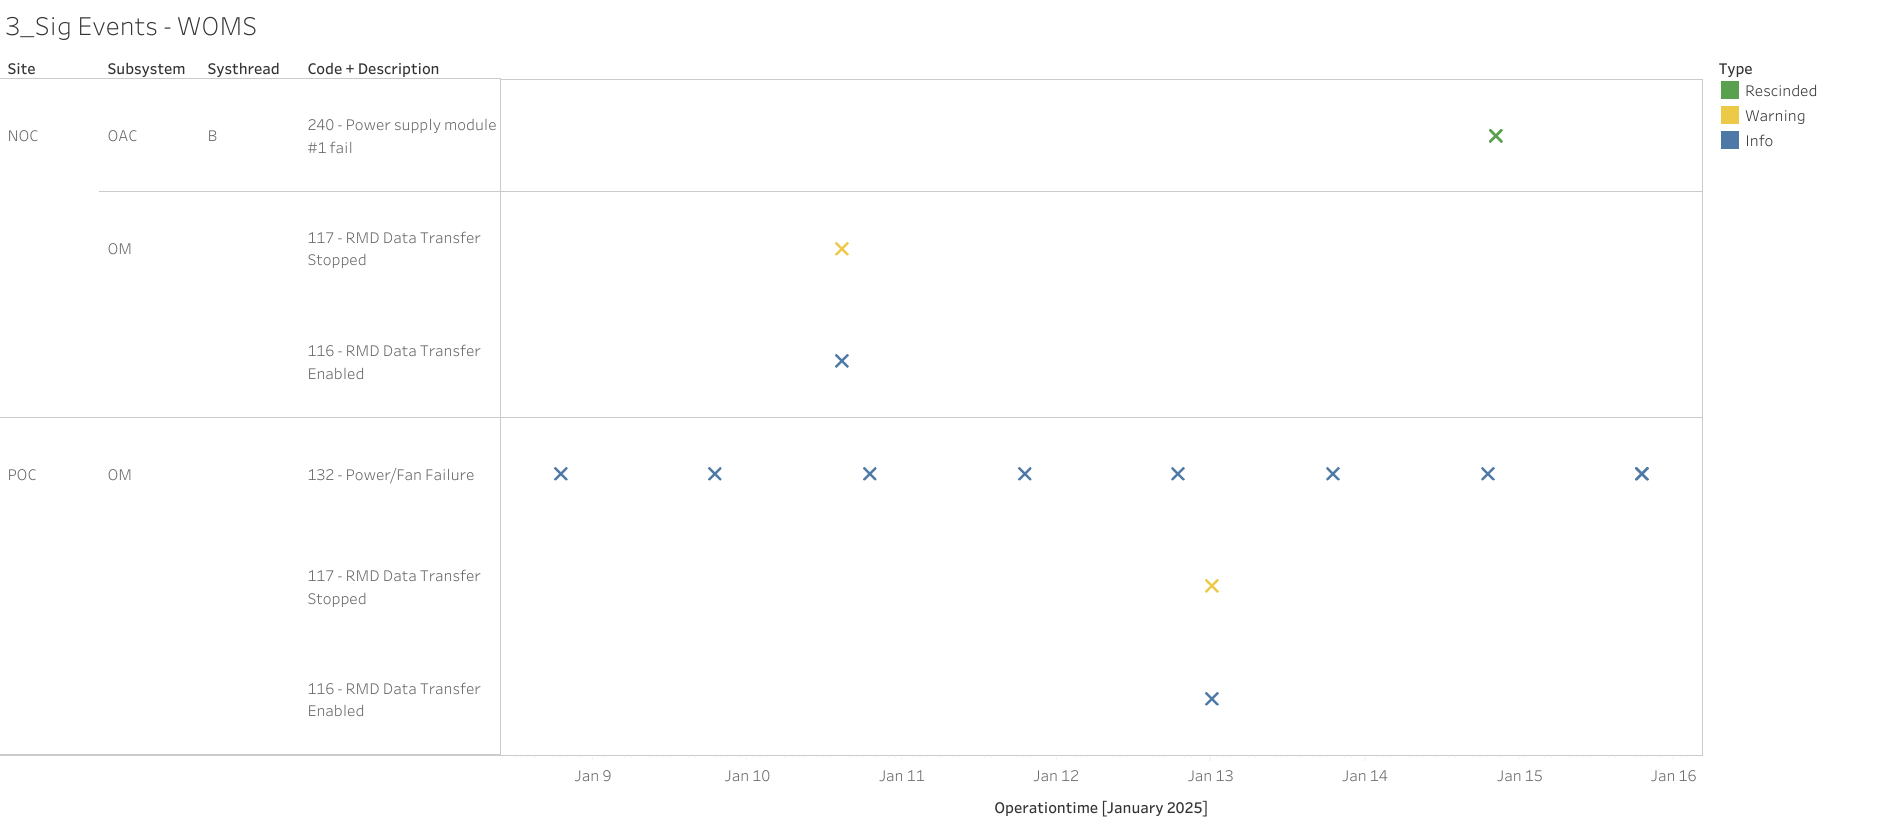 3_Sig Events - WOMS
Site Subsystem Systhread Code + Description
Type
Rescinded
Warning
Info
NOC OAC B 240 - Power supply module
#1 fail
OM 117 - RMD Data Transfer
Stopped
116 - RMD Data Transfer
Enabled
POC OM 132 - Power/Fan Failure
117 - RMD Data Transfer
Stopped
116 - RMD Data Transfer
Enabled
Jan 9 Jan 10 Jan 11 Jan 12 Jan 13 Jan 14 Jan 15 Jan 16
Operationtime [January 2025]